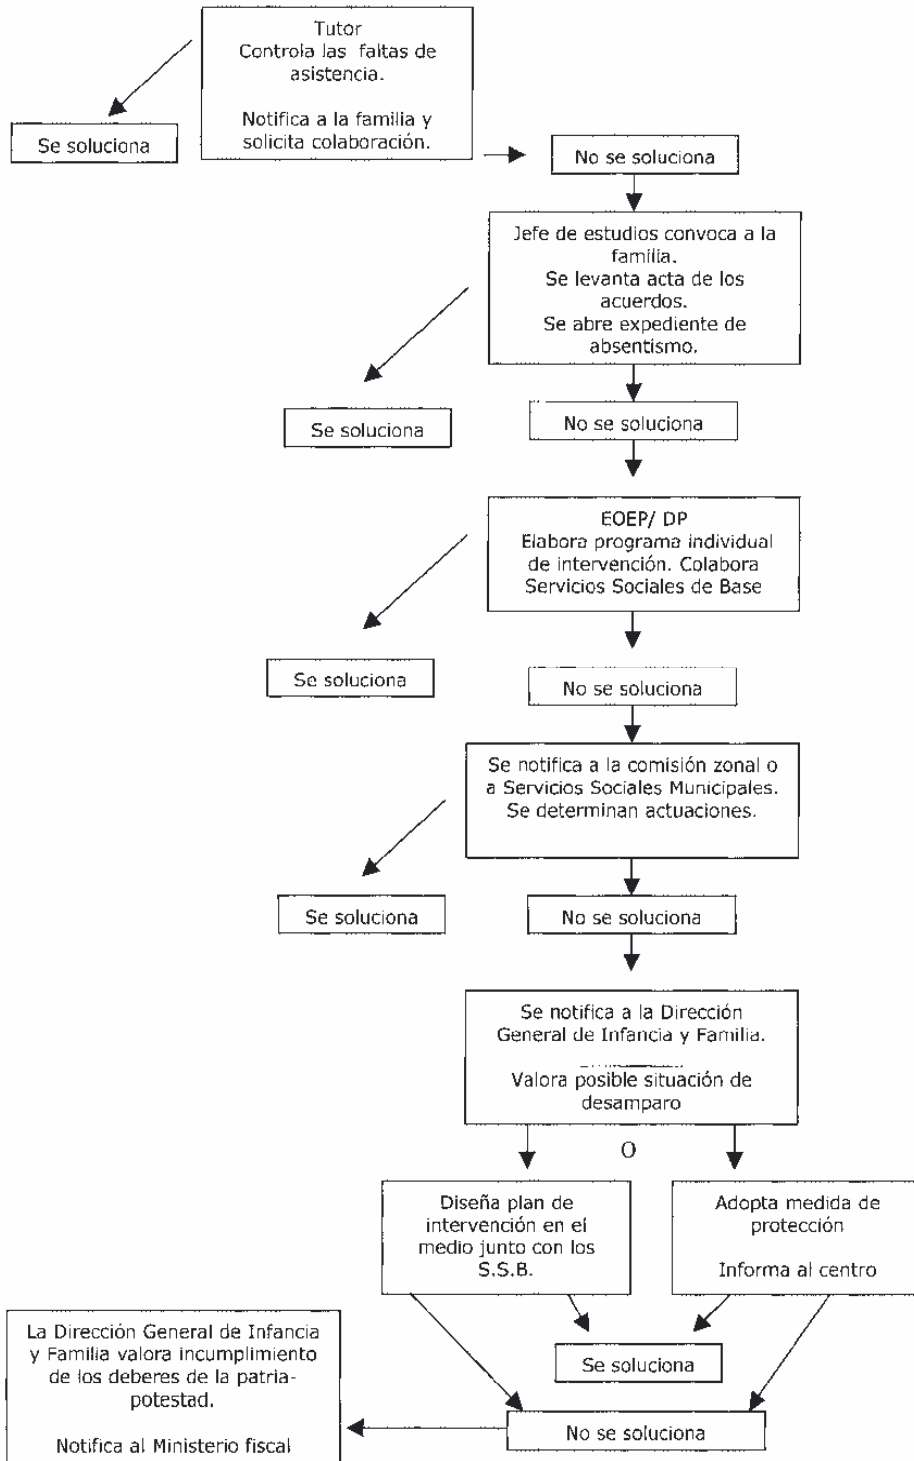 Tutor
Controla las faltas de
asistencia.
Notifica a la familia y
solicita colaboración.
Se soluciona
No se soluciona
Jefe de estudios convoca a la
familia.
Se levanta acta de los
acuerdos.
Se abre expediente de
absentismo.
Se soluciona
No se soluciona
EOEP/ DP
Elabora programa individual
de intervención. Colabora
Servicios Sociales de Base
Se soluciona
No se soluciona
Se notifica a la comisión zonal o
a Servicios Sociales Municipales.
Se determinan actuaciones.
Se soluciona
No se soluciona
Se notifica a la Dirección
General de Infancia y Familia.
Valora posible situación de
desamparo
O
Diseña plan de
intervención en el
medio junto con los
S.S.B.
Adopta medida de
protección
Informa al centro
Se soluciona
No se soluciona
La Dirección General de Infancia
y Familia valora incumplimiento
de los deberes de la patria-
potestad.
Notifica al Ministerio fiscal